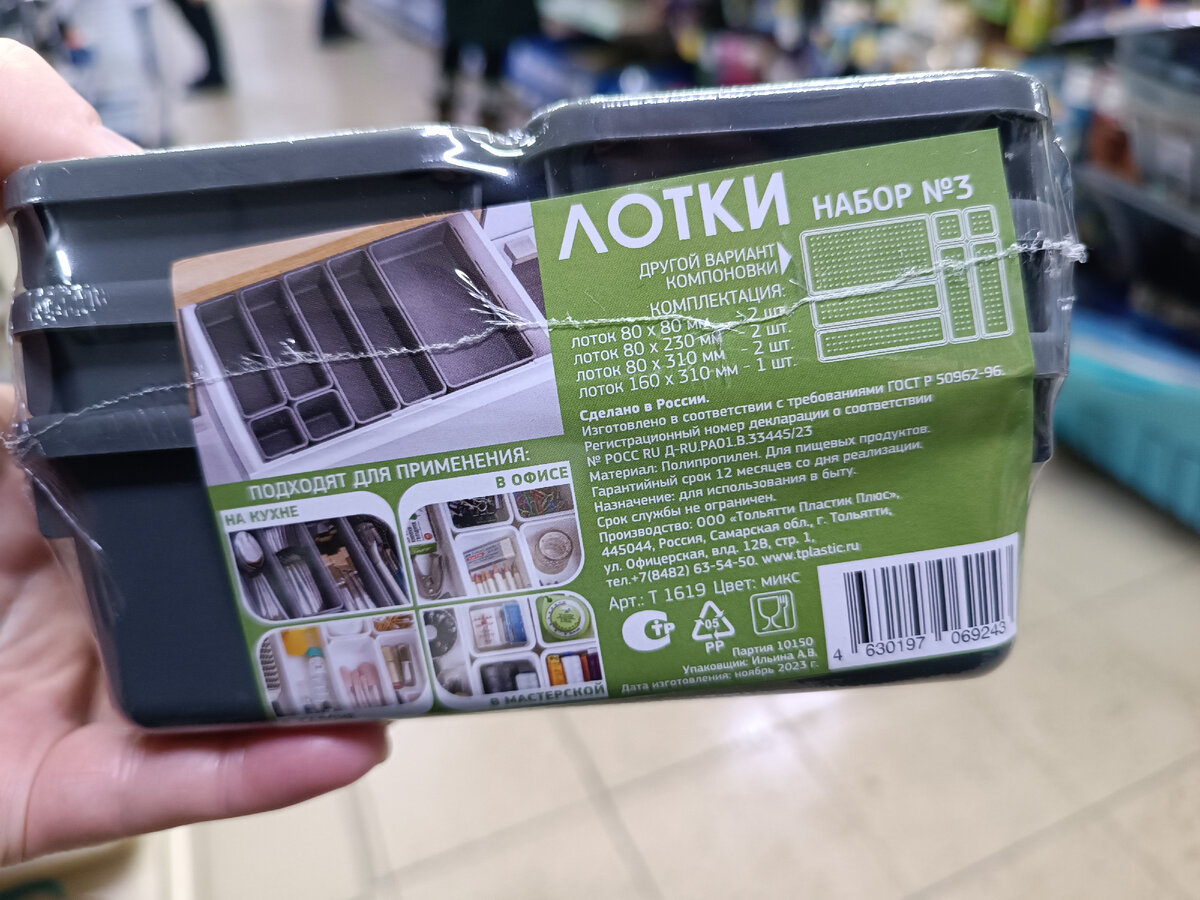 ЛОТКИ НАБОР №3
ДРУГОЙ ВАРИАНТ
КОМПОНОВКИ
КОМПЛЕКТАЦИЯ:
лоток 80 х 80 мм - 2 шт.
лоток 80 х 230 мм - 2 шт.
лоток 80 х 310 мм - 2 шт.
лоток 160 х 310 мм - 1 шт.
Сделано в России.
Изготовлено в соответствии с требованиями ГОСТ Р 50962-96.
Регистрационный номер декларации о соответствии
№ РОСС RU Д-RU.РА01.В.33445/23
Материал: Полипропилен. Для пищевых продуктов.
Гарантийный срок 12 месяцев со дня реализации.
Назначение: для использования в быту.
Срок службы не ограничен.
Производство: ООО «Тольятти Пластик Плюс»,
445044, Россия, Самарская обл., г. Тольятти,
ул. Офицерская, влд. 12В, стр. 1,
тел.+7(8482) 63-54-50. www.tplastic.ru
Арт.: Т 1619 Цвет: микс
СТР
05
PP
Партия 10150
Упаковщик: Ильина А.В.
Дата изготовления: ноябрь 2023 г.
4 630197 069243
ПОДХОДЯТ ДЛЯ ПРИМЕНЕНИЯ:
НА КУХНЕ
В ОФИСЕ
В МАСТЕРСКОЙ